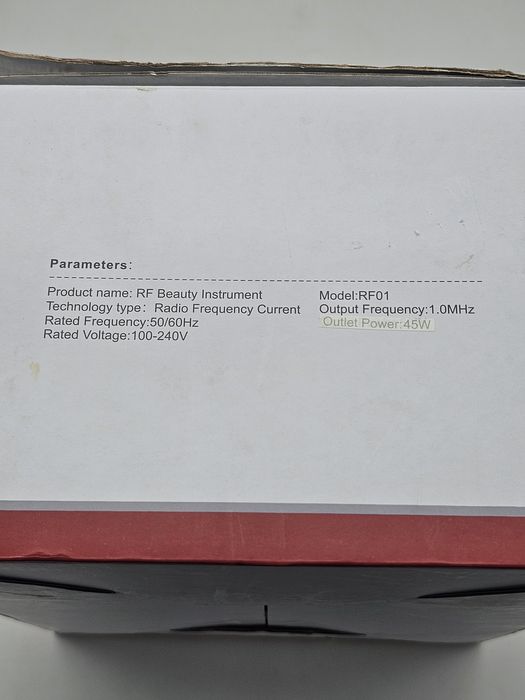 Parameters:
Product name: RF Beauty Instrument
Technology type: Radio Frequency Current
Rated Frequency:50/60Hz
Rated Voltage:100-240V
Model:RF01
Output Frequency:1.0MHz
Outlet Power:45W